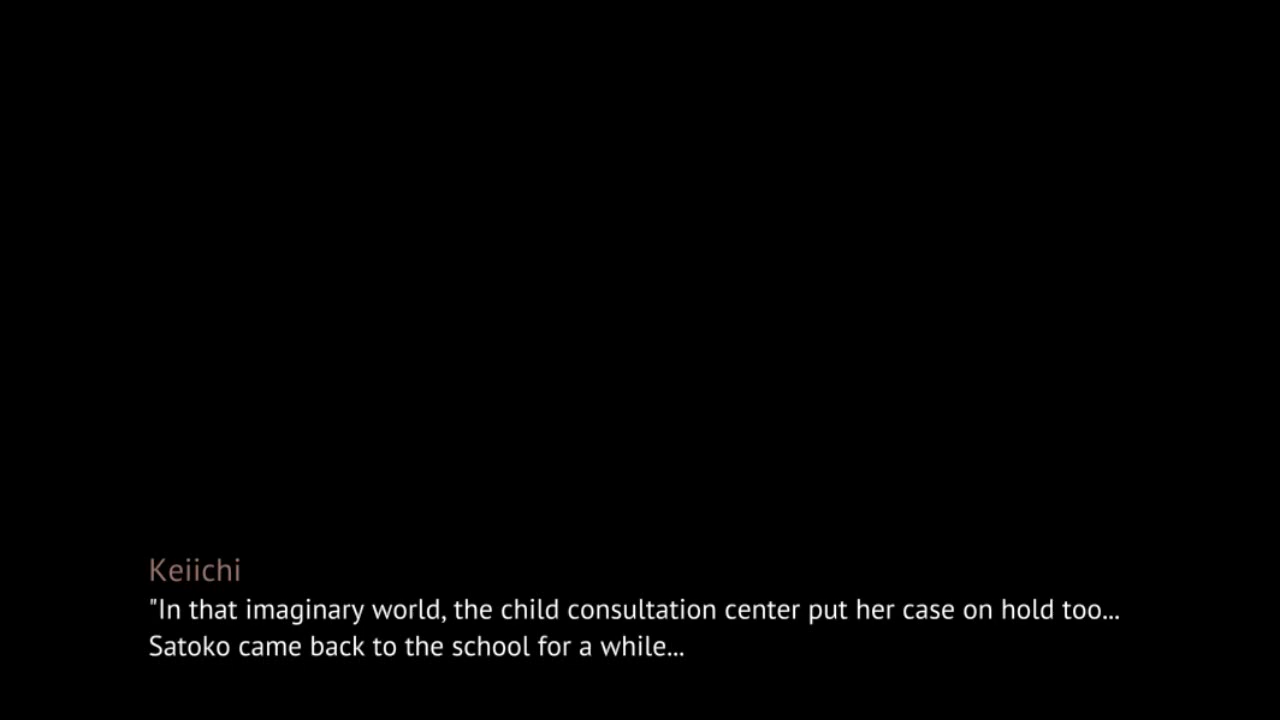 Keiichi
"In that imaginary world, the child consultation center put her case on hold too...
Satoko came back to the school for a while...